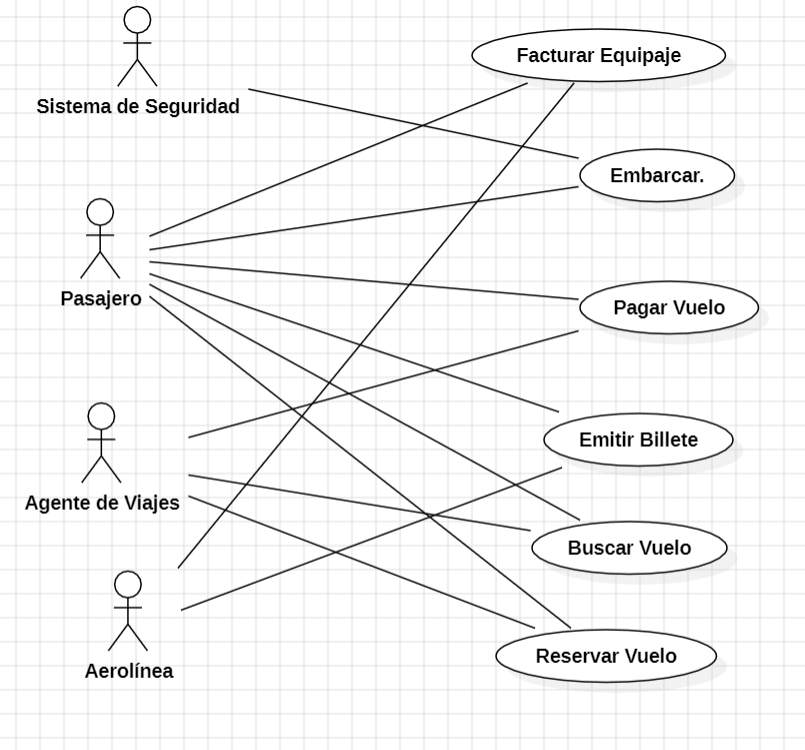 Sistema de Seguridad
Facturar Equipaje
Embarcar.
Pasajero
Pagar Vuelo
Emitir Billete
Agente de Viajes
Buscar Vuelo
Aerolínea
Reservar Vuelo